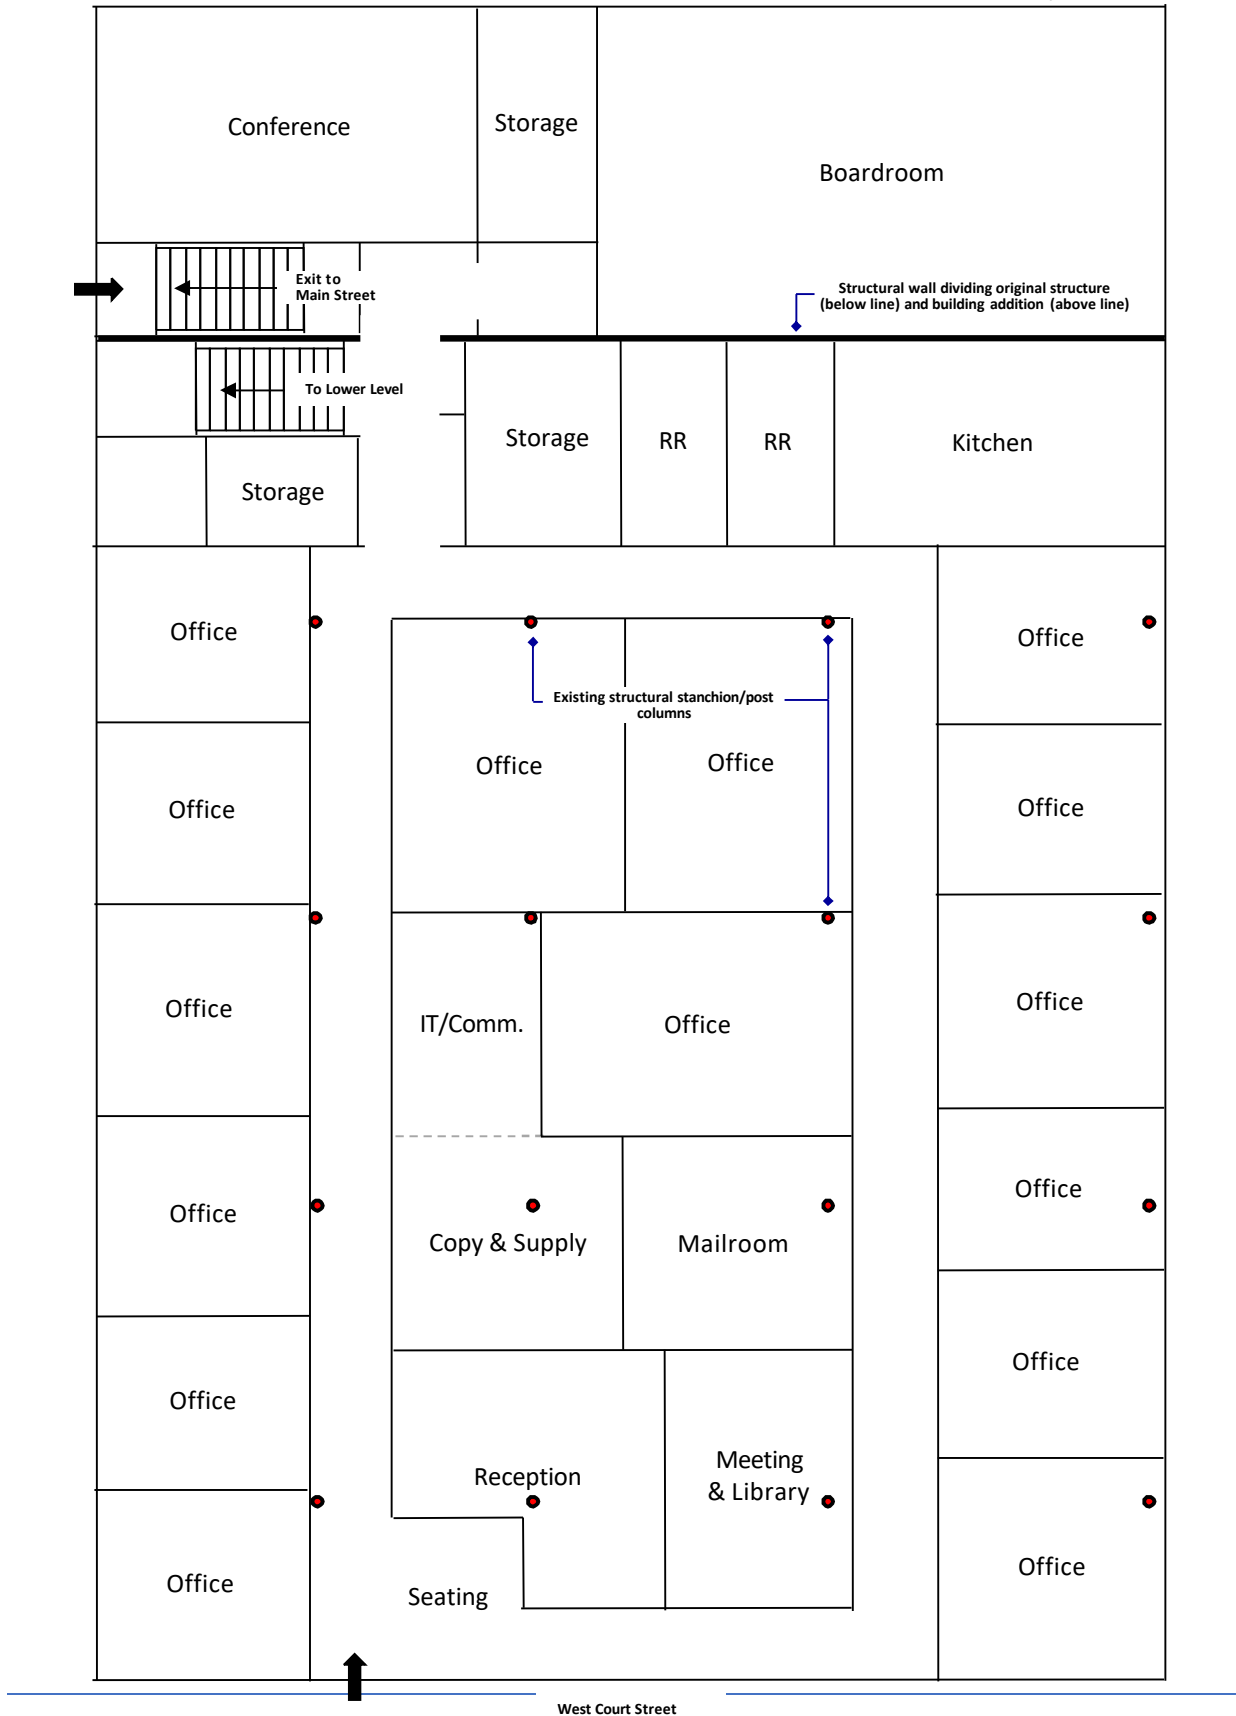 Conference
Storage
Boardroom
Exit to
Main Street
Structural wall dividing original structure
(below line) and building addition (above line)
To Lower Level
Storage
RR
RR
Kitchen
Storage
Office
Office
Existing structural stanchion/post
columns
Office
Office
Office
Office
Office
Office
IT/Comm.
Office
Office
Office
Copy & Supply
Mailroom
Office
Office
Reception
Meeting
& Library
Office
Office
Seating
Office
West Court Street